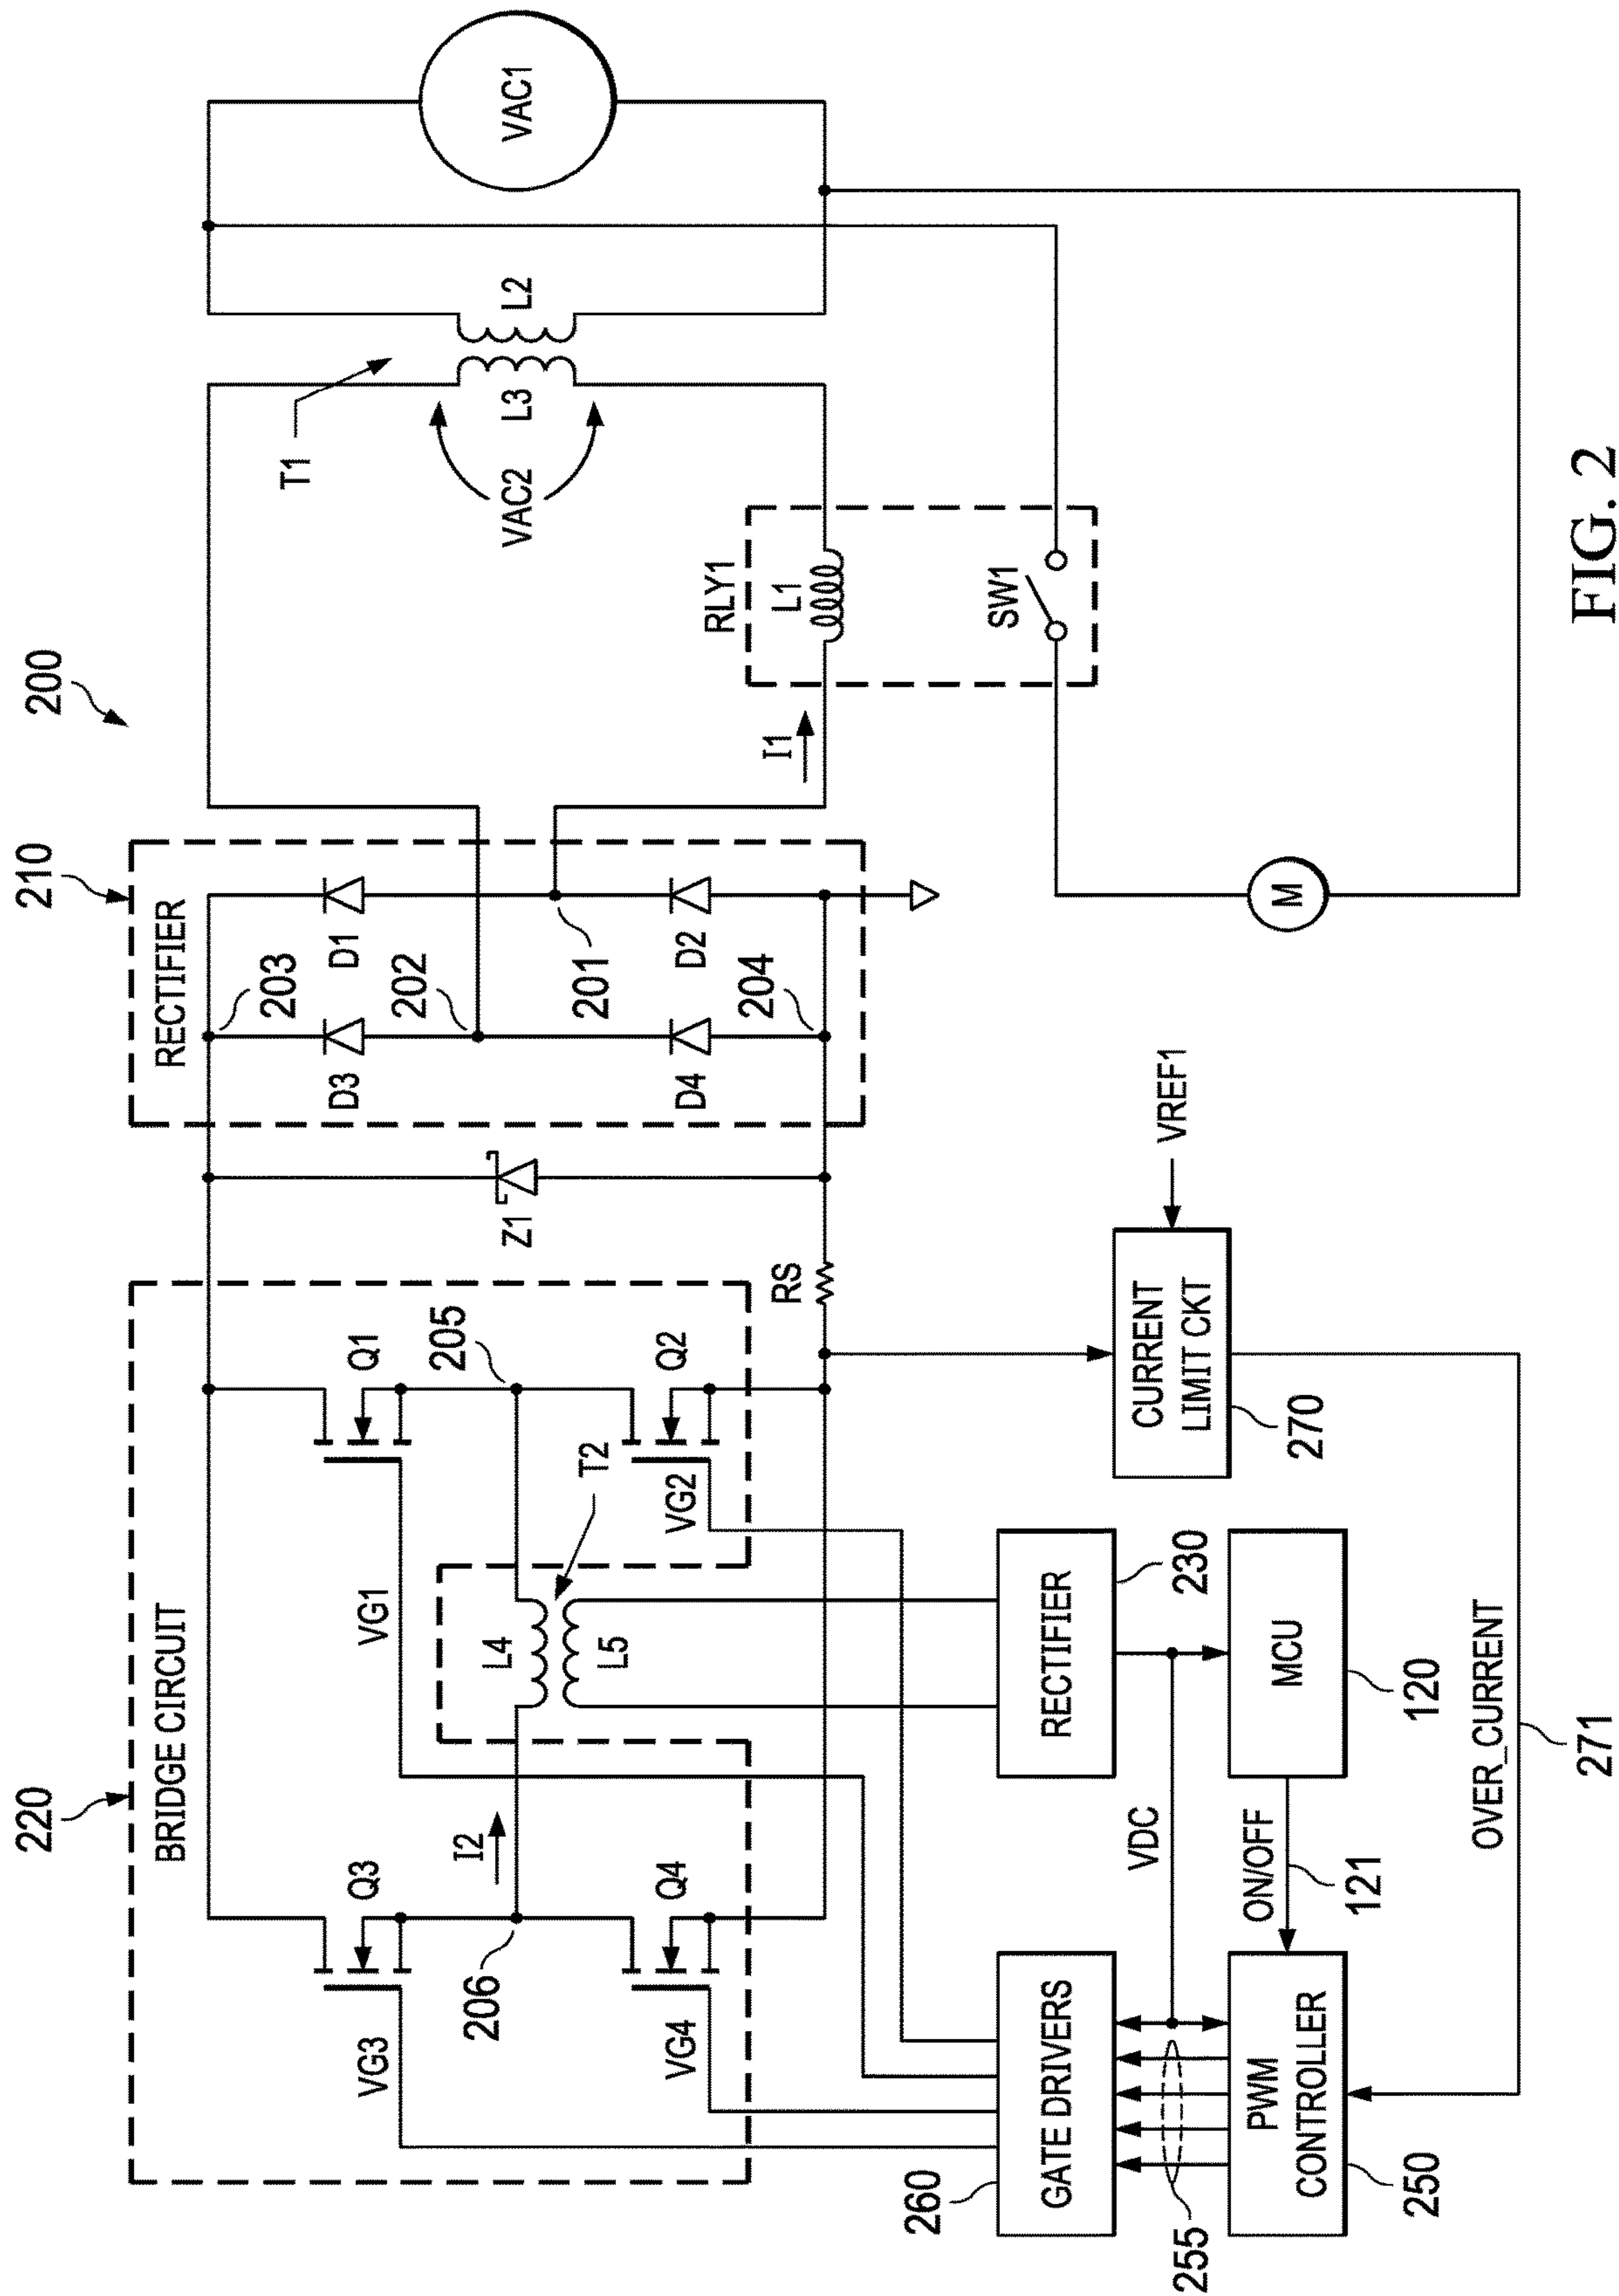 200
220
BRIDGE CIRCUIT
210
RECTIFIER
203
Q3
VG3
VG1
Q1
D3
D1
T1
206
I2
L4
L5
T2
205
Z1
202
201
VAC2
L3
L2
VAC1
Q4
VG4
VG2
Q2
RS
D4
D2
204
I1
RLY1
L1
SW1
260
GATE DRIVERS
RECTIFIER
230
255
VDC
VREF1
PWM
CONTROLLER
250
ON/OFF
121
MCU
120
CURRENT
LIMIT CKT
270
M
OVER_CURRENT
271
FIG. 2